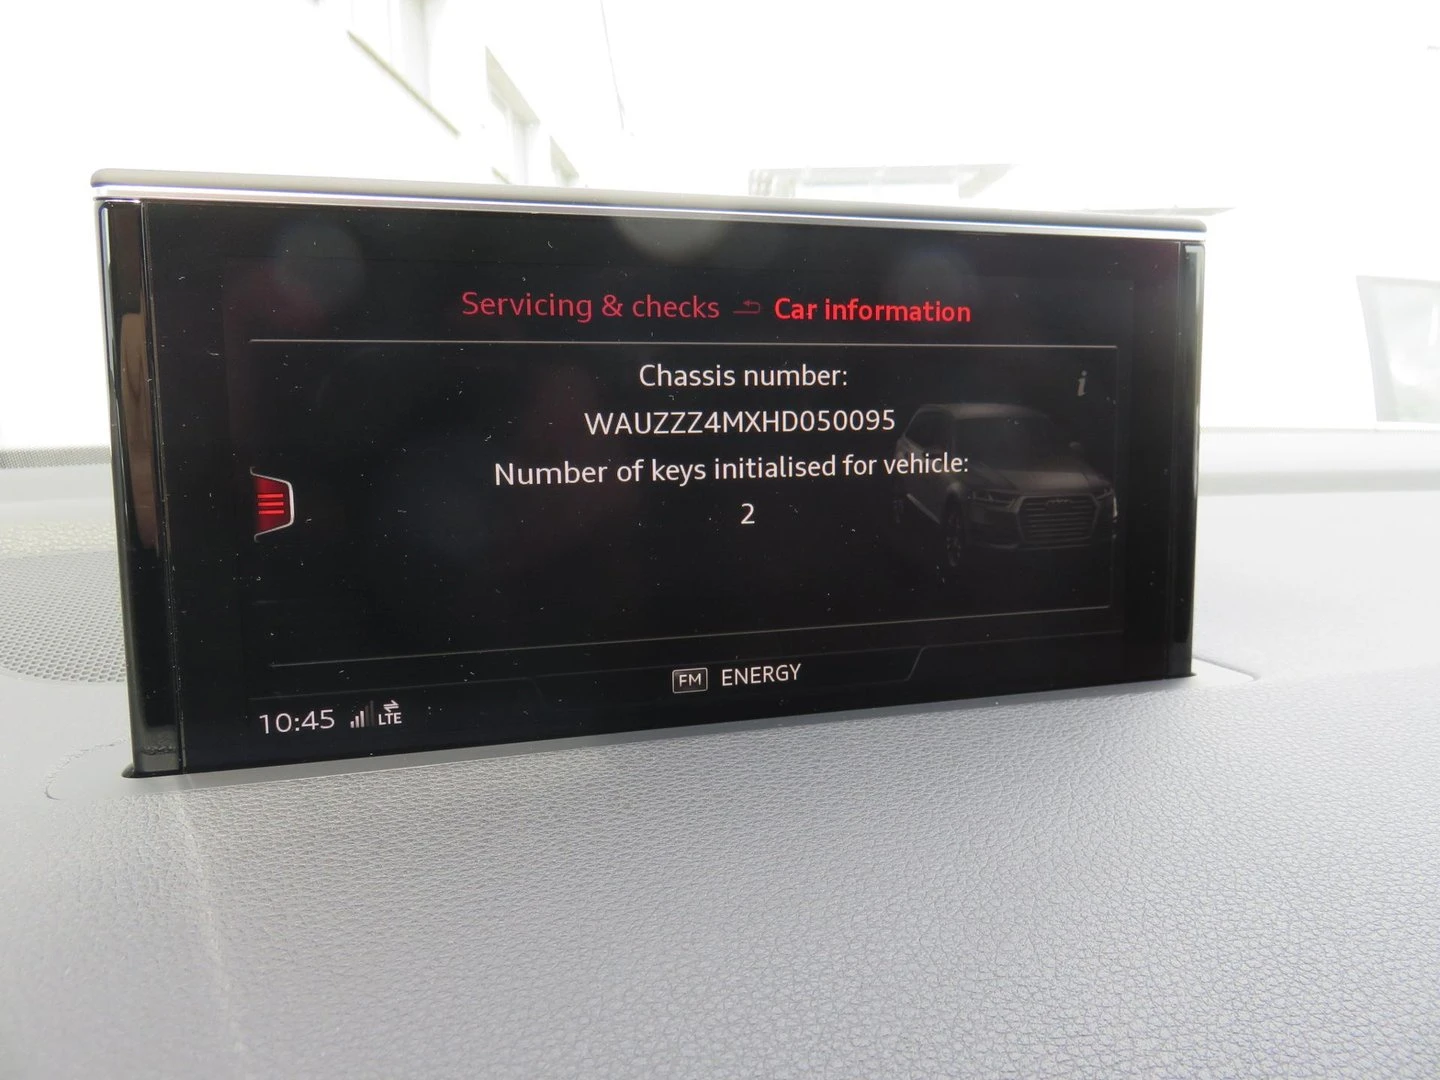 Servicing & checks Car information
Chassis number:
WAUZZZ4MXHD050095
Number of keys initialised for vehicle:
2
FM ENERGY
10:45 LTE